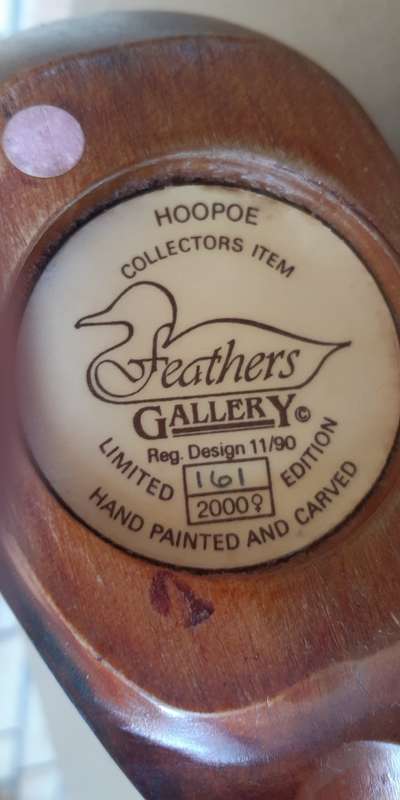 HOOPOE
COLLECTORS ITEM
Feathers
GALLERY©
Reg. Design 11/90
LIMITED EDITION
161
2000♀
HAND PAINTED AND CARVED